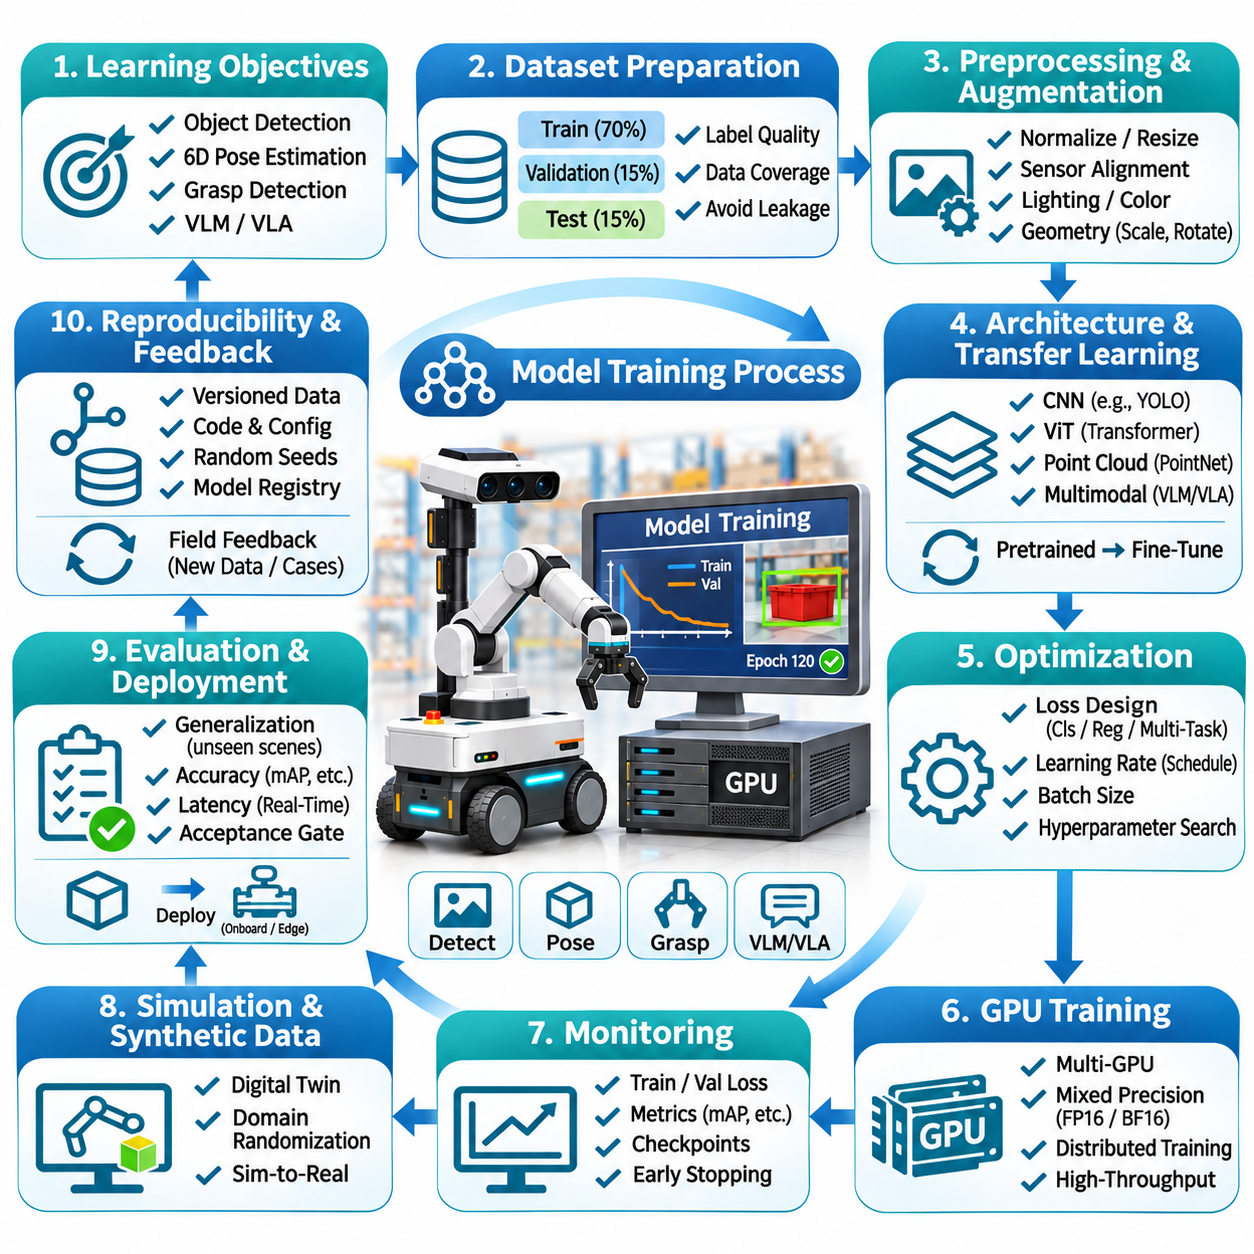 1. Learning Objectives
Object Detection
6D Pose Estimation
Grasp Detection
VLM / VLA
2. Dataset Preparation
Train (70%)
Validation (15%)
Test (15%)
Label Quality
Data Coverage
Avoid Leakage
3. Preprocessing &
Augmentation
Normalize / Resize
Sensor Alignment
Lighting / Color
Geometry (Scale, Rotate)
4. Architecture &
Transfer Learning
CNN (e.g., YOLO)
ViT (Transformer)
Point Cloud (PointNet)
Multimodal (VLM/VLA)
Pretrained → Fine-Tune
5. Optimization
Loss Design
(Cls / Reg / Multi-Task)
Learning Rate (Schedule)
Batch Size
Hyperparameter Search
6. GPU Training
GPU
Multi-GPU
Mixed Precision
(FP16 / BF16)
Distributed Training
High-Throughput
7. Monitoring
Train / Val Loss
Metrics (mAP, etc.)
Checkpoints
Early Stopping
8. Simulation &
Synthetic Data
Digital Twin
Domain
Randomization
Sim-to-Real
9. Evaluation &
Deployment
Generalization
(unseen scenes)
Accuracy (mAP, etc.)
Latency (Real-Time)
Acceptance Gate
Deploy
(Onboard / Edge)
10. Reproducibility &
Feedback
Versioned Data
Code & Config
Random Seeds
Model Registry
Field Feedback
(New Data / Cases)
Model Training Process
Model Training
Train
Val
Epoch 120
GPU
Detect
Pose
Grasp
VLM/VLA